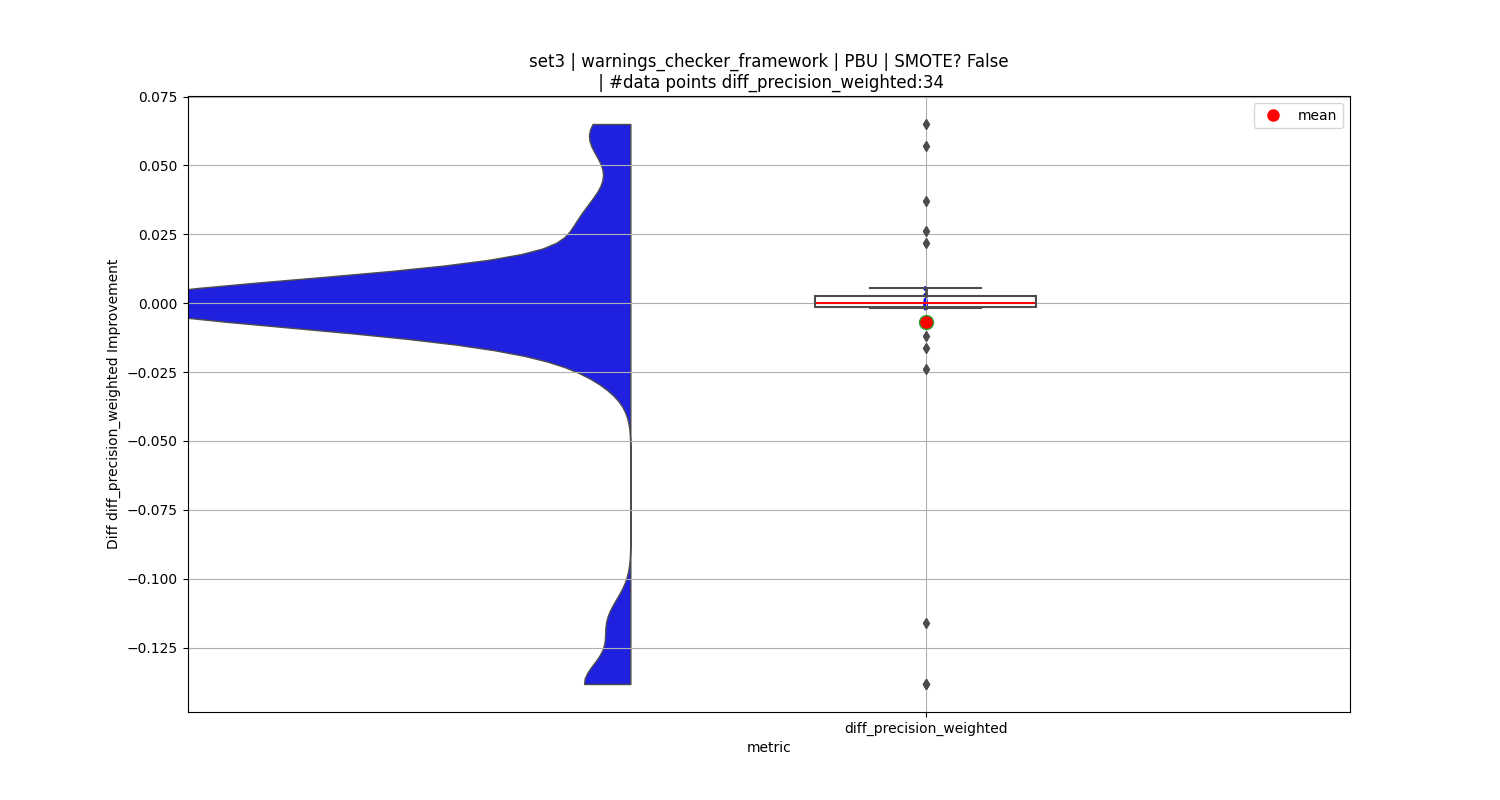 set3 | warnings_checker_framework | PBU | SMOTE? False
| #data points diff_precision_weighted:34
mean
0.075
0.050
0.025
0.000
−0.025
−0.050
−0.075
−0.100
−0.125
Diff diff_precision_weighted Improvement
diff_precision_weighted
metric